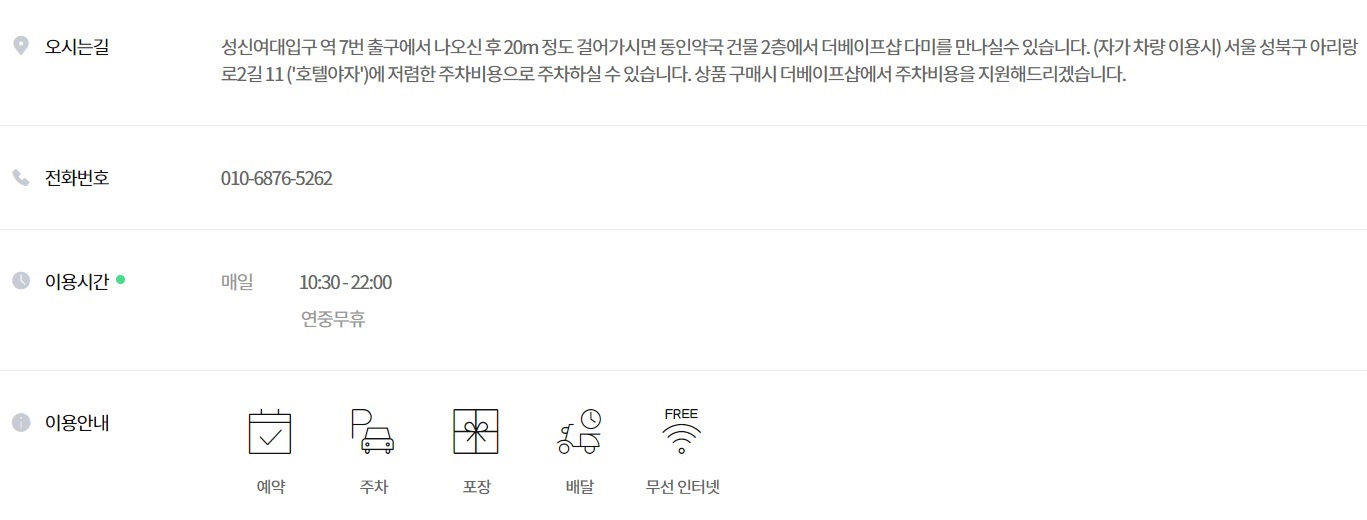 오시는길
성신여대입구 역 7번 출구에서 나오신 후 20m 정도 걸어가시면 동인약국 건물 2층에서 더베이프샵 다미를 만나실수 있습니다. (자가 차량 이용시) 서울 성북구 아리랑
로2길 11 ('호텔야자')에 저렴한 주차비용으로 주차하실 수 있습니다. 상품 구매시 더베이프샵에서 주차비용을 지원해드리겠습니다.
전화번호
010-6876-5262
이용시간
매일 10:30 - 22:00
연중무휴
이용안내
FREE
예약 주차 포장 배달 무선 인터넷